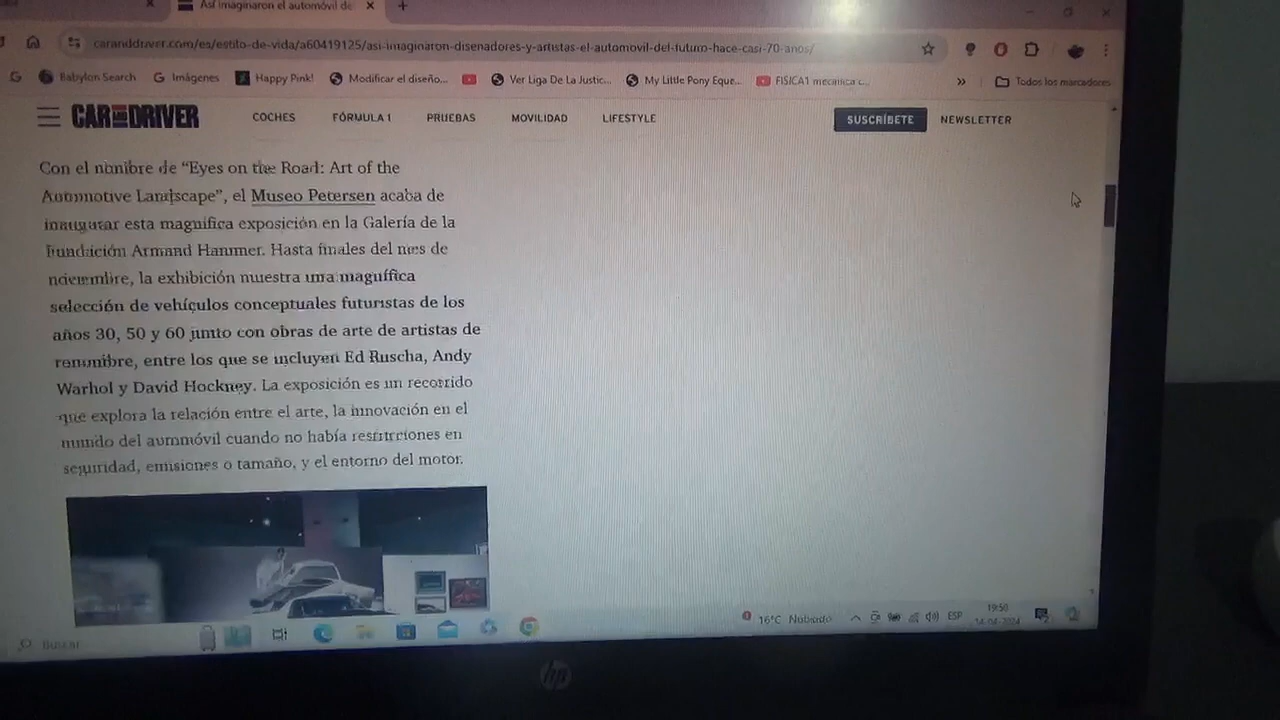 Así imaginaron el automóvil de
caranddriver.com/es/estilo-de-vida/a60419125/asi-imaginaron-disenadores-y-artistas-el-automovil-del-futuro-hace-casi-70-anos/
Babylon Search Imágenes Happy Pink! Modificar el diseño... Ver Liga De La Justic... My Little Pony Eque... FISICA1 mecánica c... » Todos los marcadores
CAR AND DRIVER COCHES FÓRMULA 1 PRUEBAS MOVILIDAD LIFESTYLE SUSCRÍBETE NEWSLETTER
Con el nombre de “Eyes on the Road: Art of the
Automotive Landscape”, el Museo Petersen acaba de
inaugurar esta magnífica exposición en la Galería de la
Fundación Armand Hammer. Hasta finales del mes de
noviembre, la exhibición muestra una magnífica
selección de vehículos conceptuales futuristas de los
años 30, 50 y 60 junto con obras de arte de artistas de
renombre, entre los que se incluyen Ed Ruscha, Andy
Warhol y David Hockney. La exposición es un recorrido
que explora la relación entre el arte, la innovación en el
mundo del automóvil cuando no había restricciones en
seguridad, emisiones o tamaño, y el entorno del motor.
Buscar 16°C Nublado ESP 19:50
14-04-2024
hp